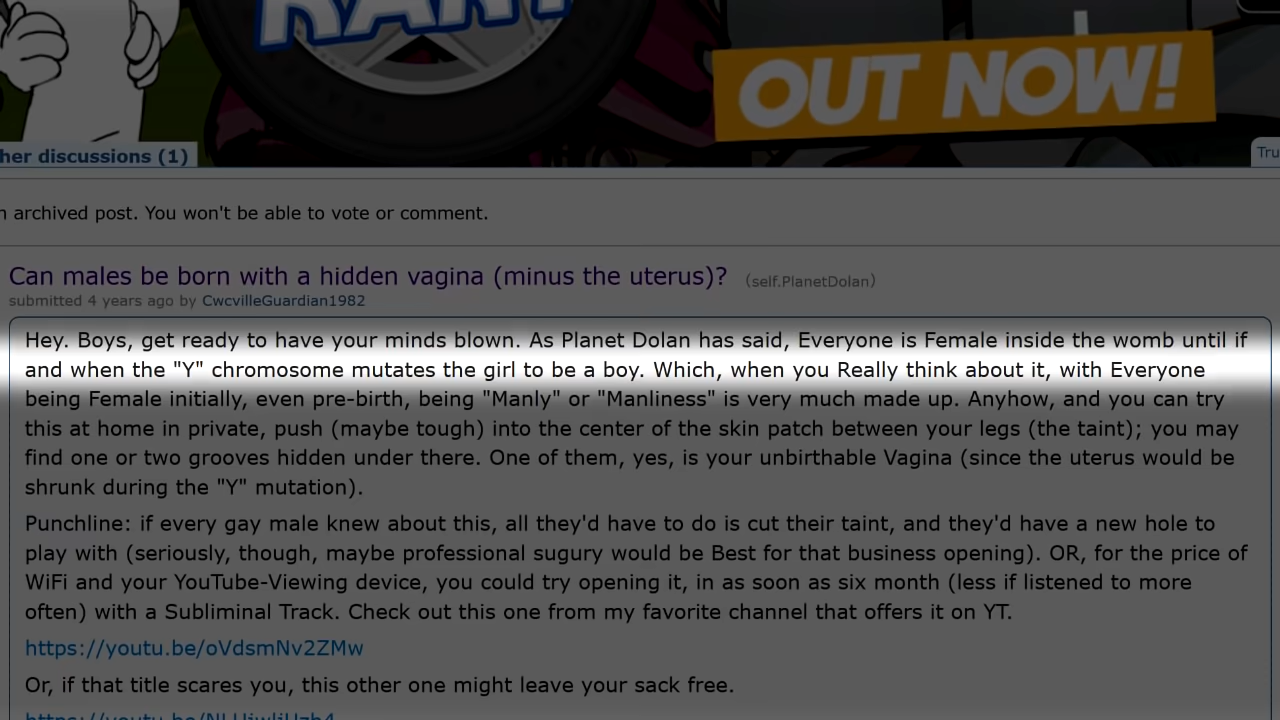 KART
OUT NOW!
her discussions (1)
Tru
n archived post. You won't be able to vote or comment.
Can males be born with a hidden vagina (minus the uterus)? (self.PlanetDolan)
submitted 4 years ago by CwcvilleGuardian1982
Hey. Boys, get ready to have your minds blown. As Planet Dolan has said, Everyone is Female inside the womb until if
and when the "Y" chromosome mutates the girl to be a boy. Which, when you Really think about it, with Everyone
being Female initially, even pre-birth, being "Manly" or "Manliness" is very much made up. Anyhow, and you can try
this at home in private, push (maybe tough) into the center of the skin patch between your legs (the taint); you may
find one or two grooves hidden under there. One of them, yes, is your unbirthable Vagina (since the uterus would be
shrunk during the "Y" mutation).
Punchline: if every gay male knew about this, all they'd have to do is cut their taint, and they'd have a new hole to
play with (seriously, though, maybe professional sugury would be Best for that business opening). OR, for the price of
WiFi and your YouTube-Viewing device, you could try opening it, in as soon as six month (less if listened to more
often) with a Subliminal Track. Check out this one from my favorite channel that offers it on YT.
https://youtu.be/oVdsmNv2ZMw
Or, if that title scares you, this other one might leave your sack free.